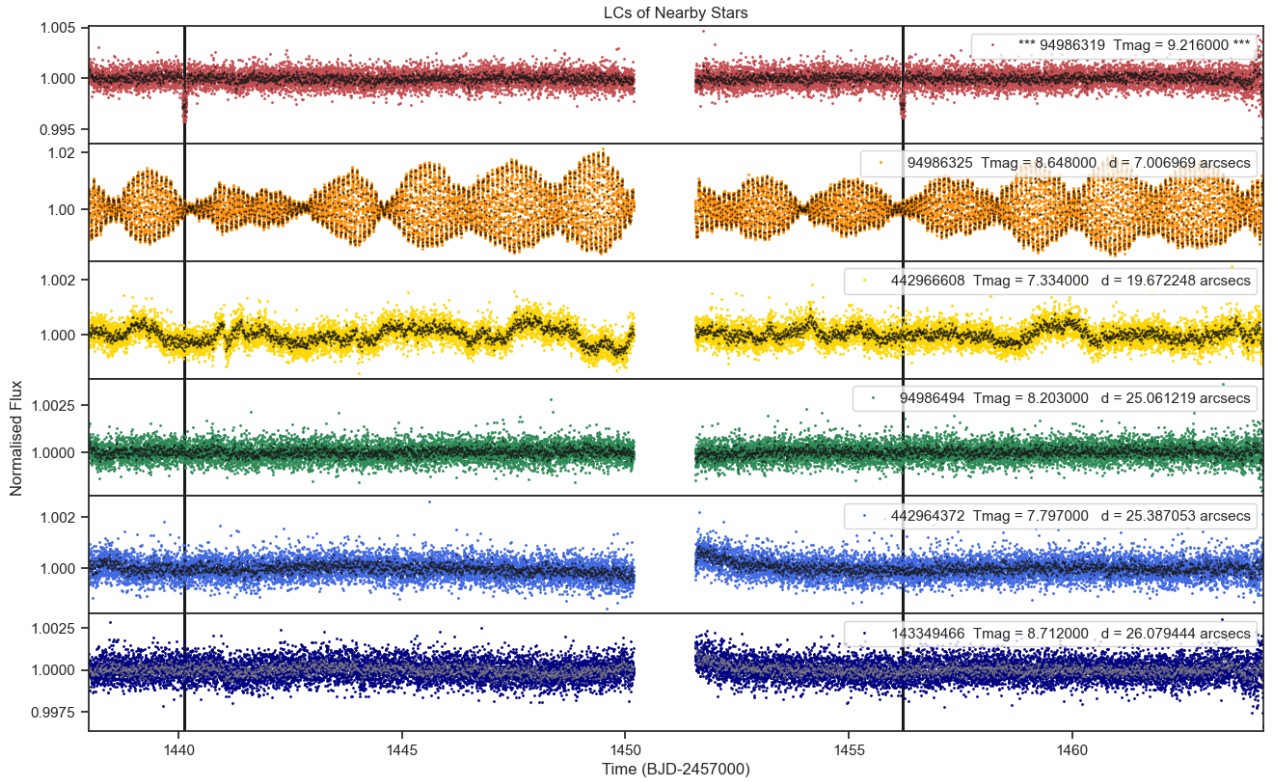 LCs of Nearby Stars
*** 94986319 Tmag = 9.216000 ***
1.005
1.000
0.995
94986325 Tmag = 8.648000 d = 7.006969 arcsecs
1.02
1.00
442966608 Tmag = 7.334000 d = 19.672248 arcsecs
1.002
1.000
94986494 Tmag = 8.203000 d = 25.061219 arcsecs
1.0025
1.0000
442964372 Tmag = 7.797000 d = 25.387053 arcsecs
1.002
1.000
143349466 Tmag = 8.712000 d = 26.079444 arcsecs
1.0025
1.0000
0.9975
Normalised Flux
1440 1445 1450 1455 1460
Time (BJD-2457000)